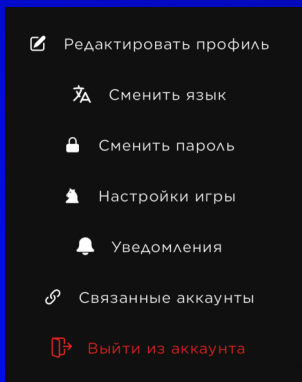 Редактировать профиль
Сменить язык
Сменить пароль
Настройки игры
Уведомления
Связанные аккаунты
Выйти из аккаунта